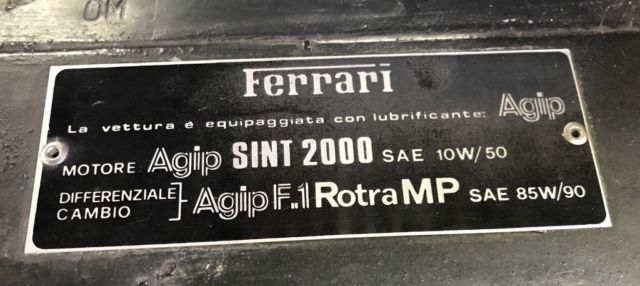 OM
Ferrari
La vettura è equipaggiata con lubrificante: Agip
MOTORE Agip SINT 2000 SAE 10W/50
DIFFERENZIALE
CAMBIO
Agip F.1 Rotra MP SAE 85W/90